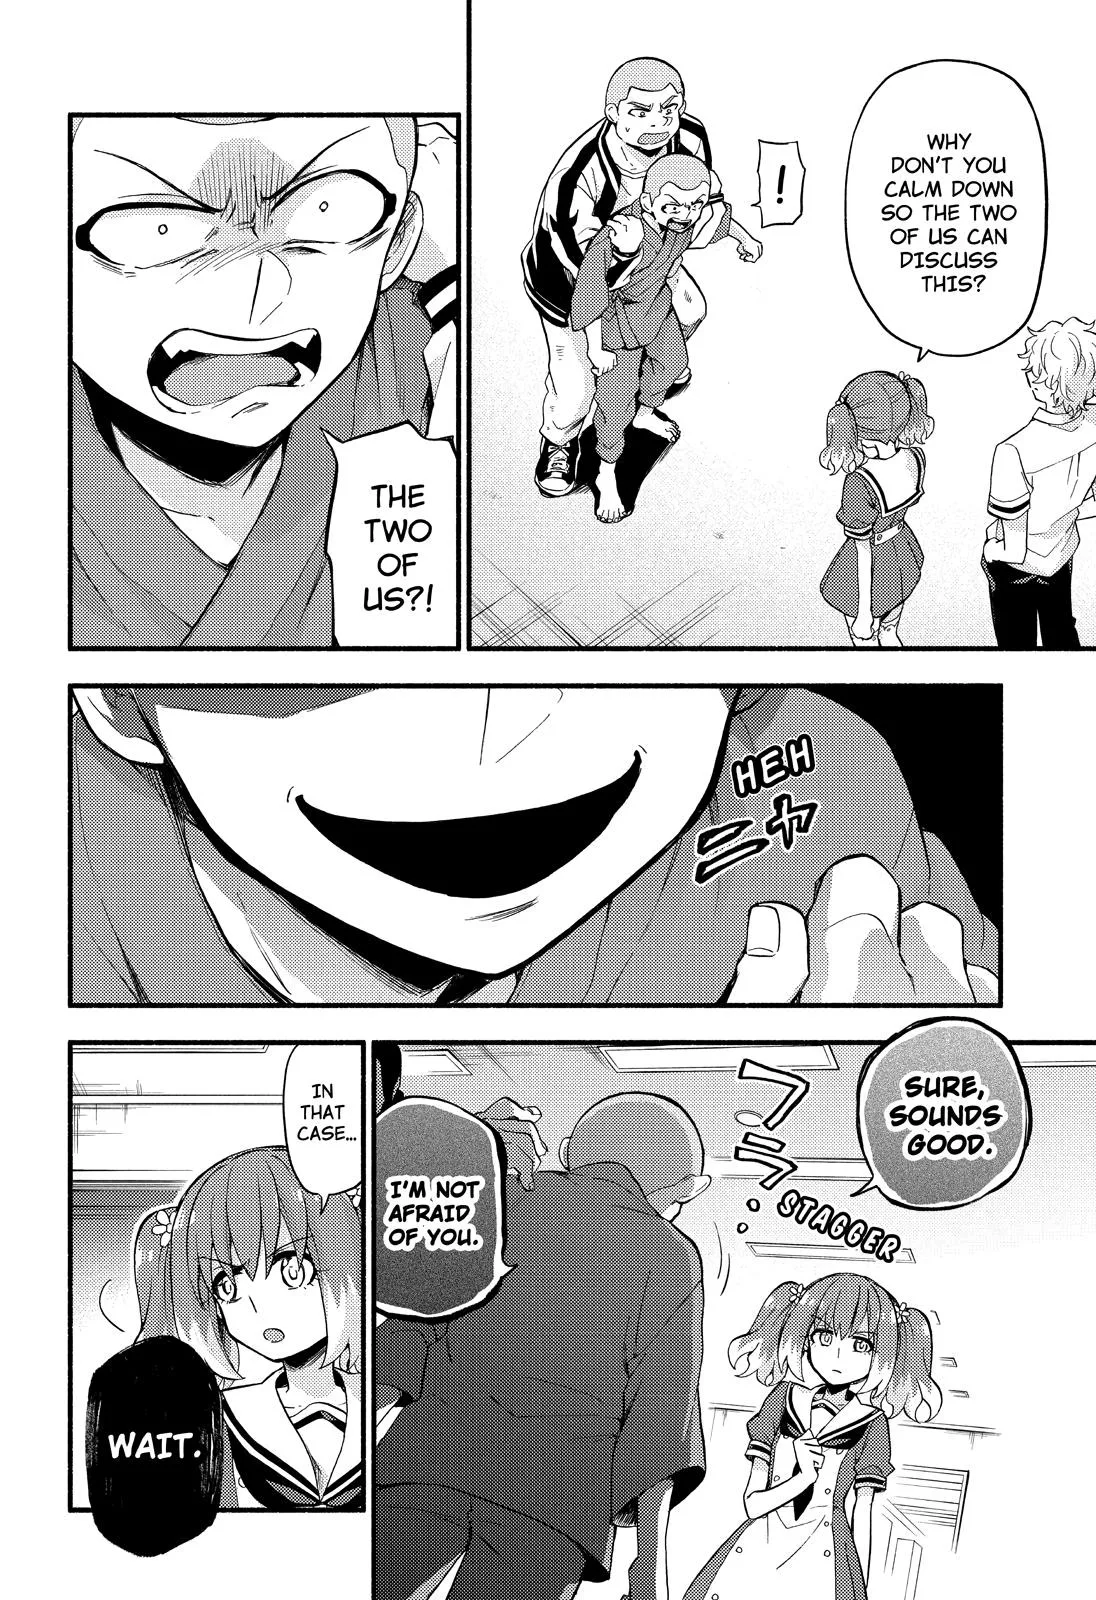 WHY
DON'T YOU
CALM DOWN
SO THE TWO
OF US CAN
DISCUSS
THIS?
!
THE
TWO
OF
US?!
HEH
ニヤ
SURE,
SOUNDS
GOOD.
フラ
STAGGER
I'M NOT
AFRAID
OF YOU.
IN
THAT
CASE...
WAIT.